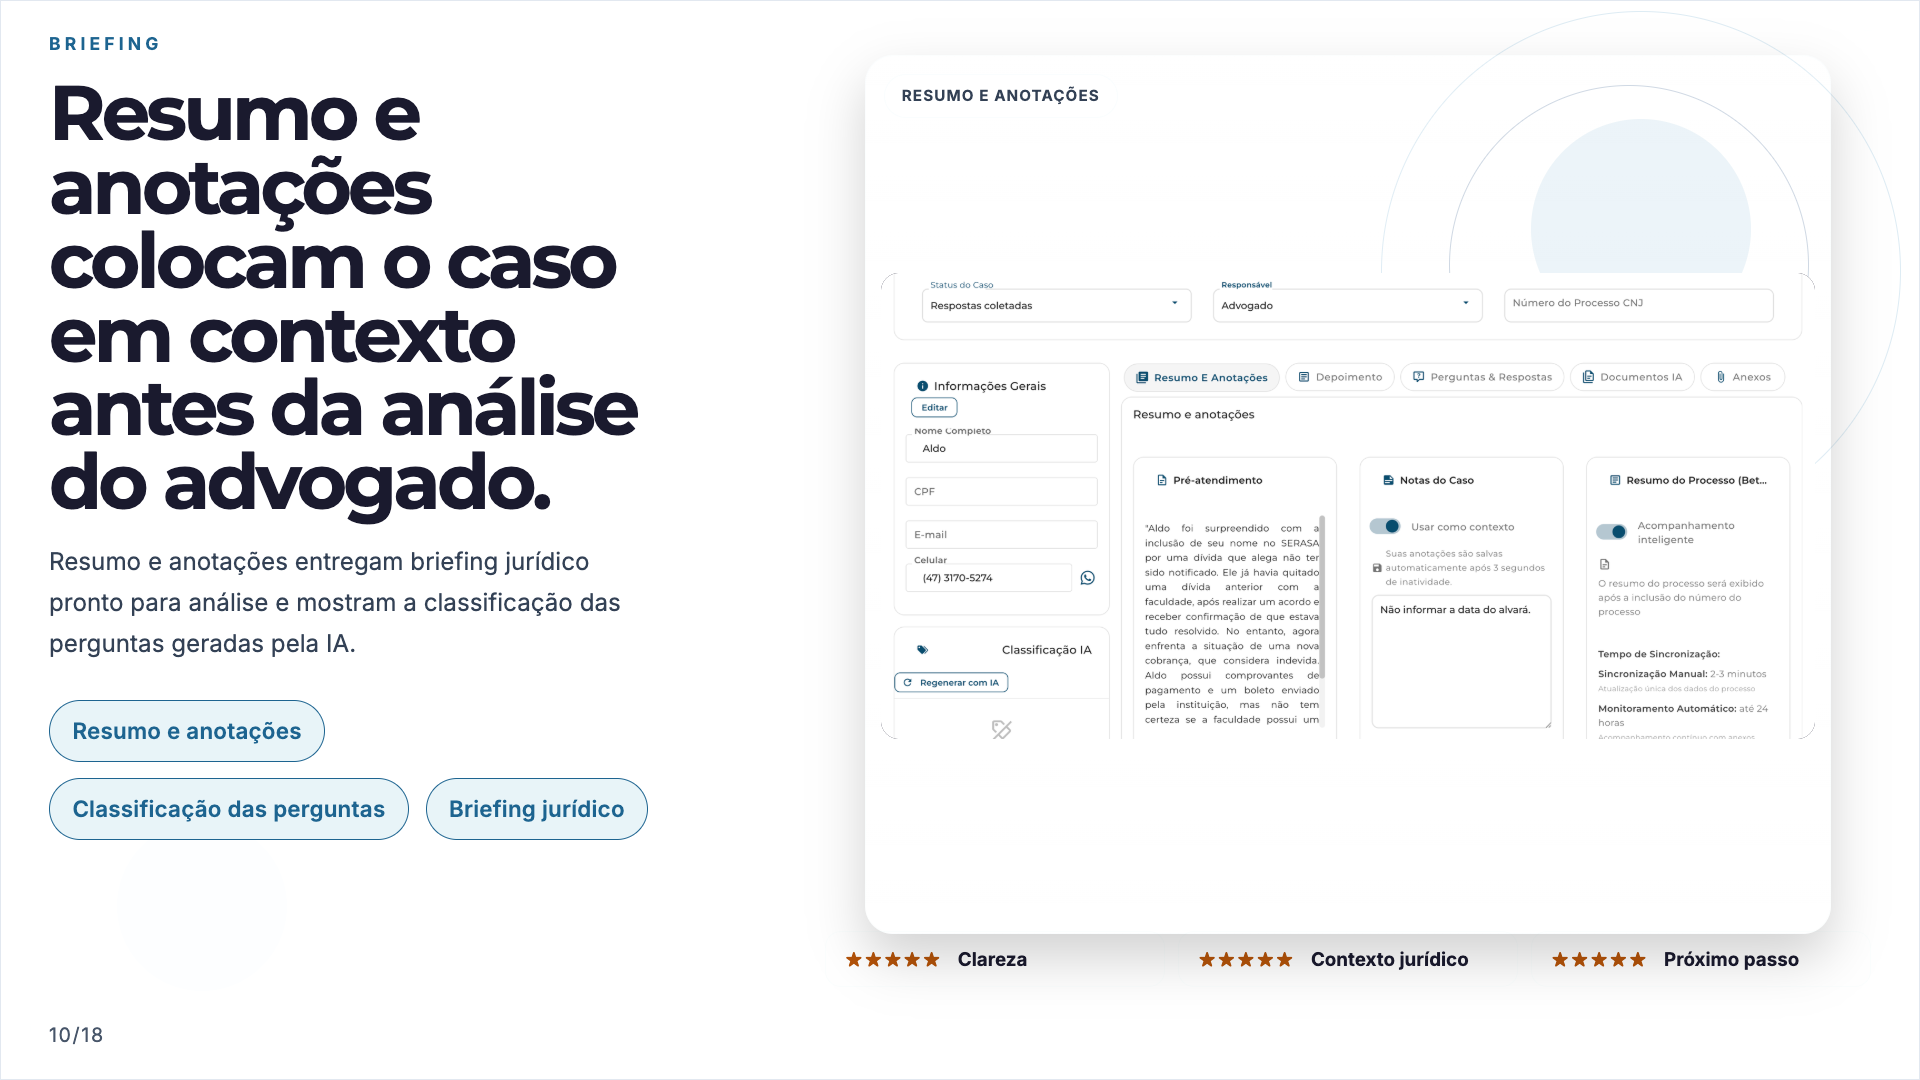 BRIEFING
Resumo e
anotações
colocam o caso
em contexto
antes da análise
do advogado.
Resumo e anotações entregam briefing jurídico
pronto para análise e mostram a classificação das
perguntas geradas pela IA.
Resumo e anotações
Classificação das perguntas
Briefing jurídico
10/18
RESUMO E ANOTAÇÕES
Status do Caso
Respostas coletadas
Responsável
Advogado
Número do Processo CNJ
Informações Gerais
Editar
Nome Completo
Aldo
CPF
E-mail
Celular
(47) 3170-5274
Classificação IA
Regenerar com IA
Resumo E Anotações
Depoimento
Perguntas & Respostas
Documentos IA
Anexos
Resumo e anotações
Pré-atendimento
"Aldo foi surpreendido com a
inclusão de seu nome no SERASA
por uma dívida que alega não ter
sido notificado. Ele já havia quitado
uma dívida anterior com a
faculdade, após realizar um acordo e
receber confirmação de que estava
tudo resolvido. No entanto, agora
enfrenta a situação de uma nova
cobrança, que considera indevida.
Aldo possui comprovantes de
pagamento e um boleto enviado
pela instituição, mas não tem
certeza se a faculdade possui um
Notas do Caso
Usar como contexto
Suas anotações são salvas
automaticamente após 3 segundos
de inatividade.
Não informar a data do alvará.
Resumo do Processo (Bet...
Acompanhamento
inteligente
O resumo do processo será exibido
após a inclusão do número do
processo
Tempo de Sincronização:
Sincronização Manual: 2-3 minutos
Atualização única dos dados do processo
Monitoramento Automático: até 24
horas
Acompanhamento contínuo com anexos
Clareza
Contexto jurídico
Próximo passo